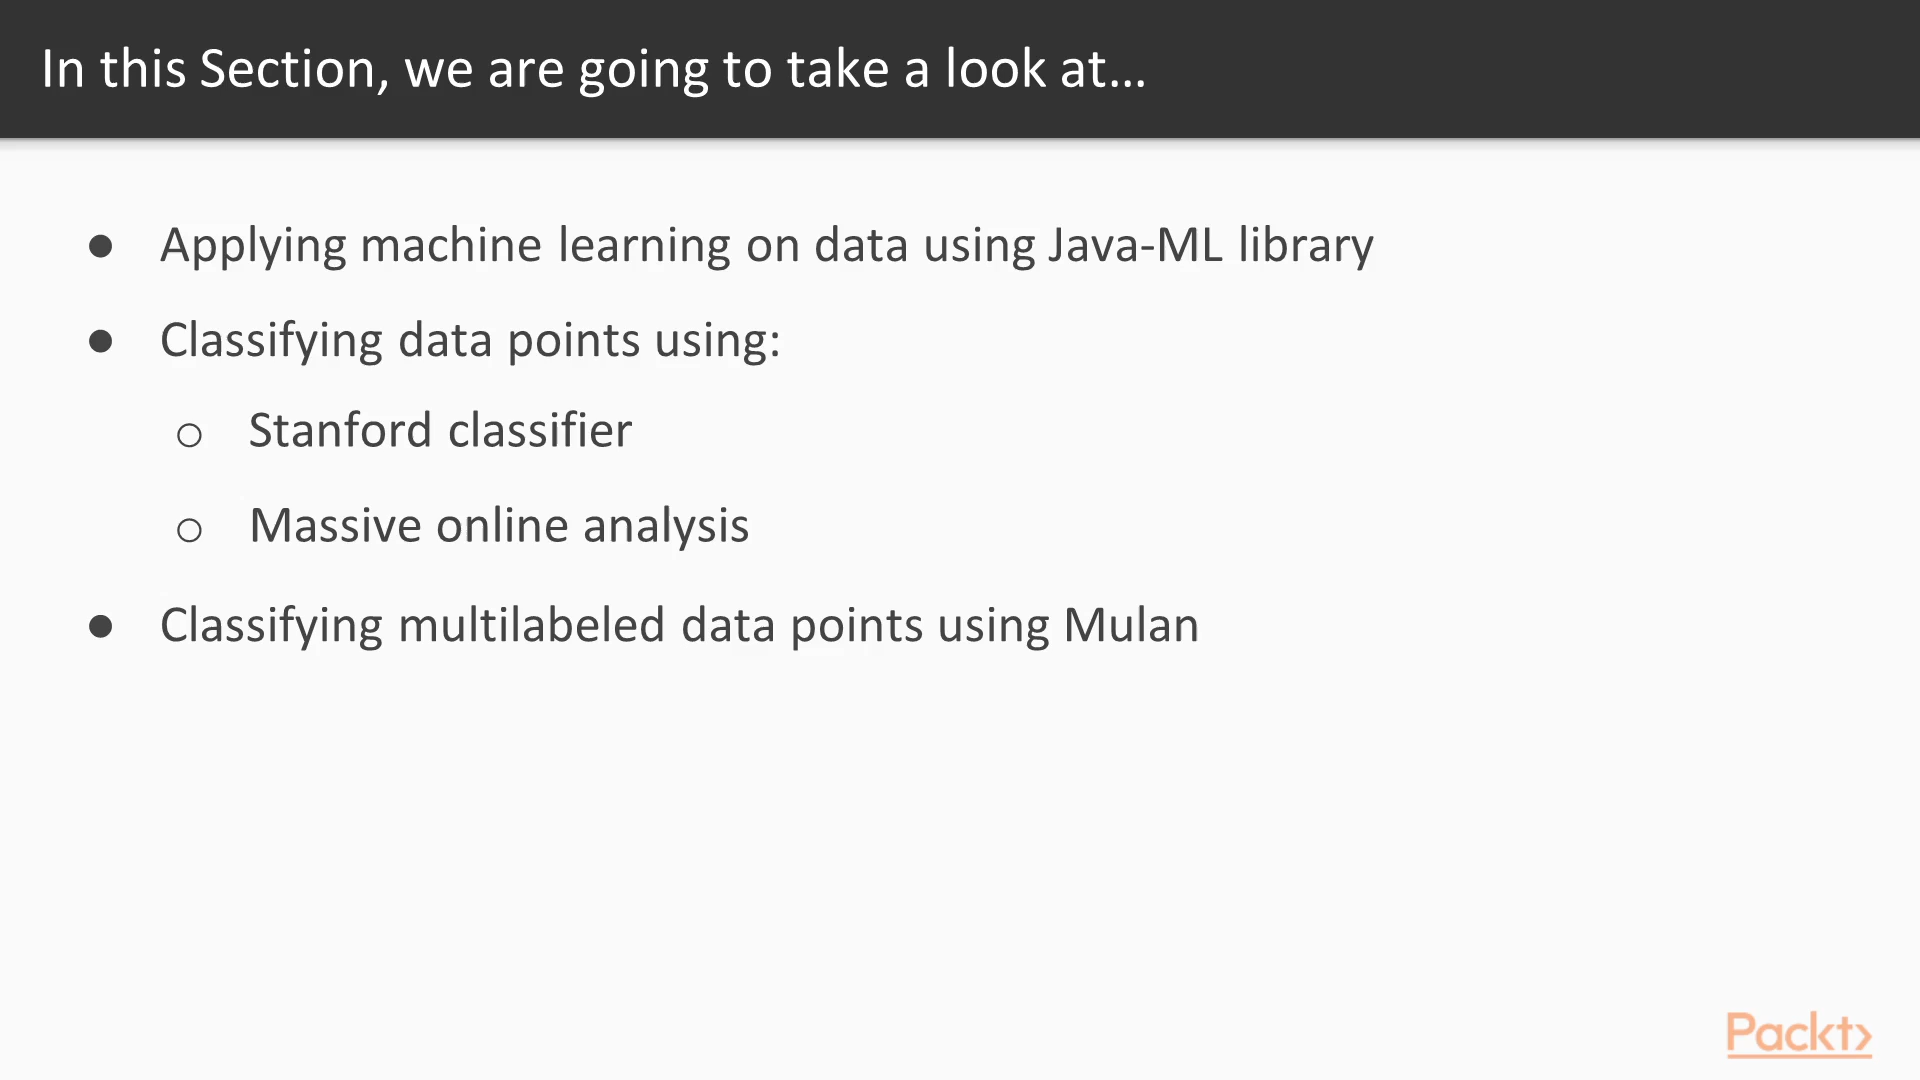 In this Section, we are going to take a look at...
● Applying machine learning on data using Java-ML library
● Classifying data points using:
○ Stanford classifier
○ Massive online analysis
● Classifying multilabeled data points using Mulan
Packt>